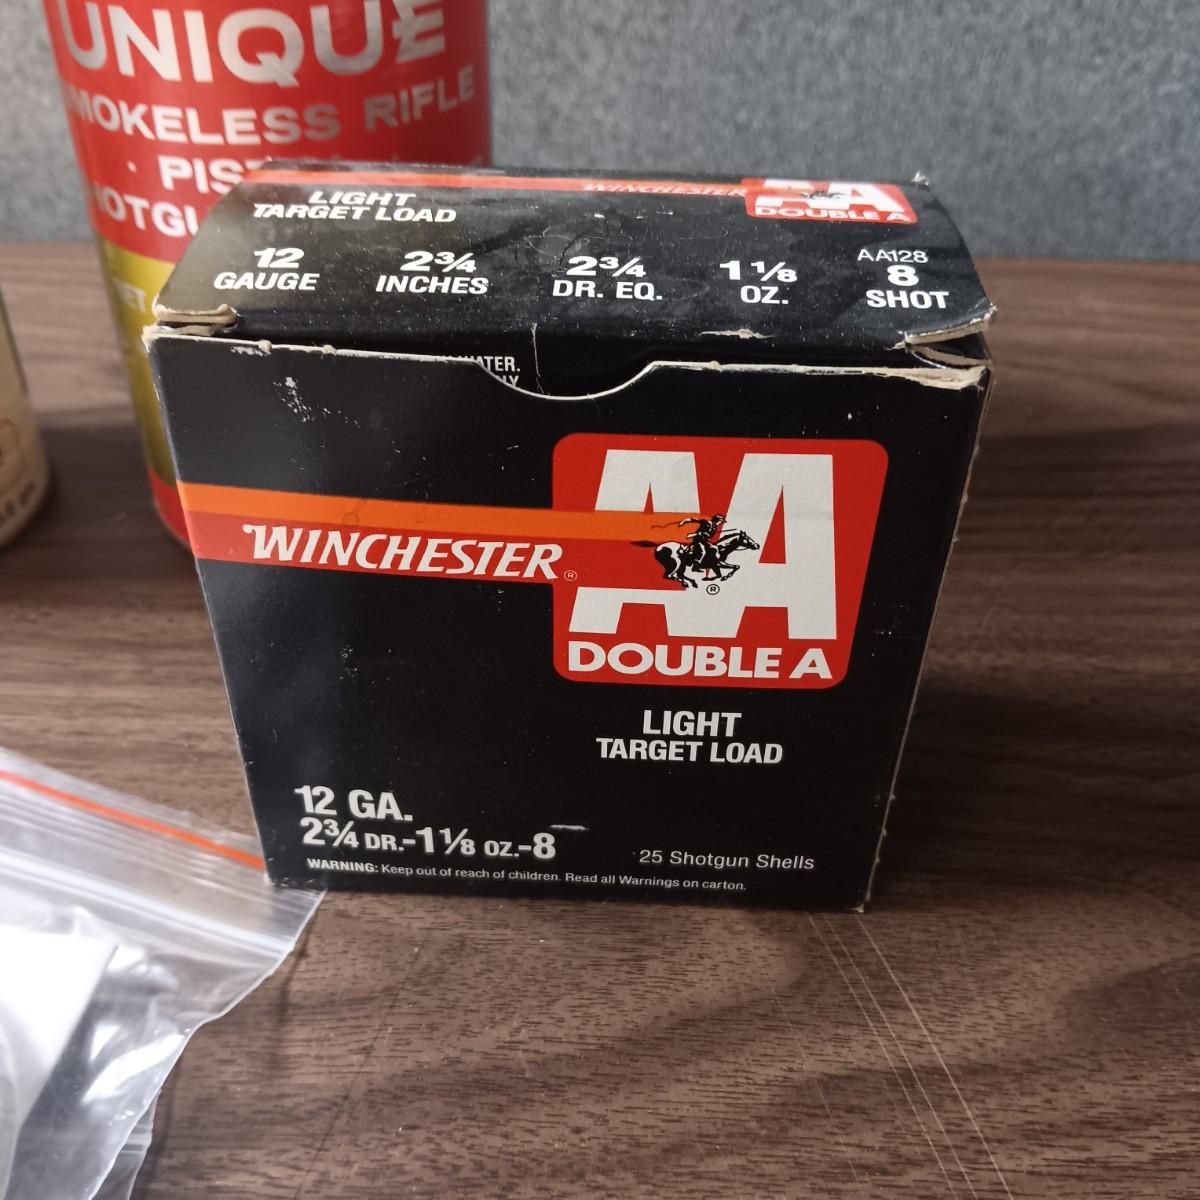 UNIQUE
SMOKELESS RIFLE
LIGHT
TARGET LOAD
WINCHESTER
AA
DOUBLE A
12
GAUGE
2¾
INCHES
2¾
DR. EQ.
1⅛
OZ.
AA128
8
SHOT
WATER.
WINCHESTER®
AA
®
DOUBLE A
LIGHT
TARGET LOAD
12 GA.
2¾ DR.-1⅛ OZ.-8
25 Shotgun Shells
WARNING: Keep out of reach of children. Read all Warnings on carton.